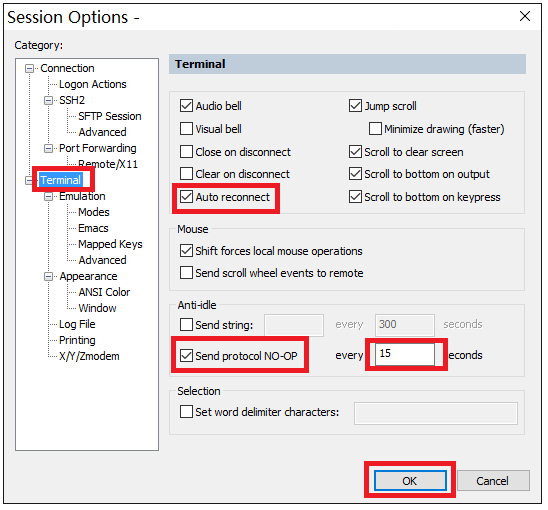 Session Options -
Category:
Connection
Logon Actions
SSH2
SFTP Session
Advanced
Port Forwarding
Remote/X11
Terminal
Emulation
Modes
Emacs
Mapped Keys
Advanced
Appearance
ANSI Color
Window
Log File
Printing
X/Y/Zmodem
Terminal
Audio bell
Jump scroll
Visual bell
Minimize drawing (faster)
Close on disconnect
Scroll to clear screen
Clear on disconnect
Scroll to bottom on output
Auto reconnect
Scroll to bottom on keypress
Mouse
Shift forces local mouse operations
Send scroll wheel events to remote
Anti-idle
Send string: every 300 seconds
Send protocol NO-OP every 15 seconds
Selection
Set word delimiter characters:
OK
Cancel